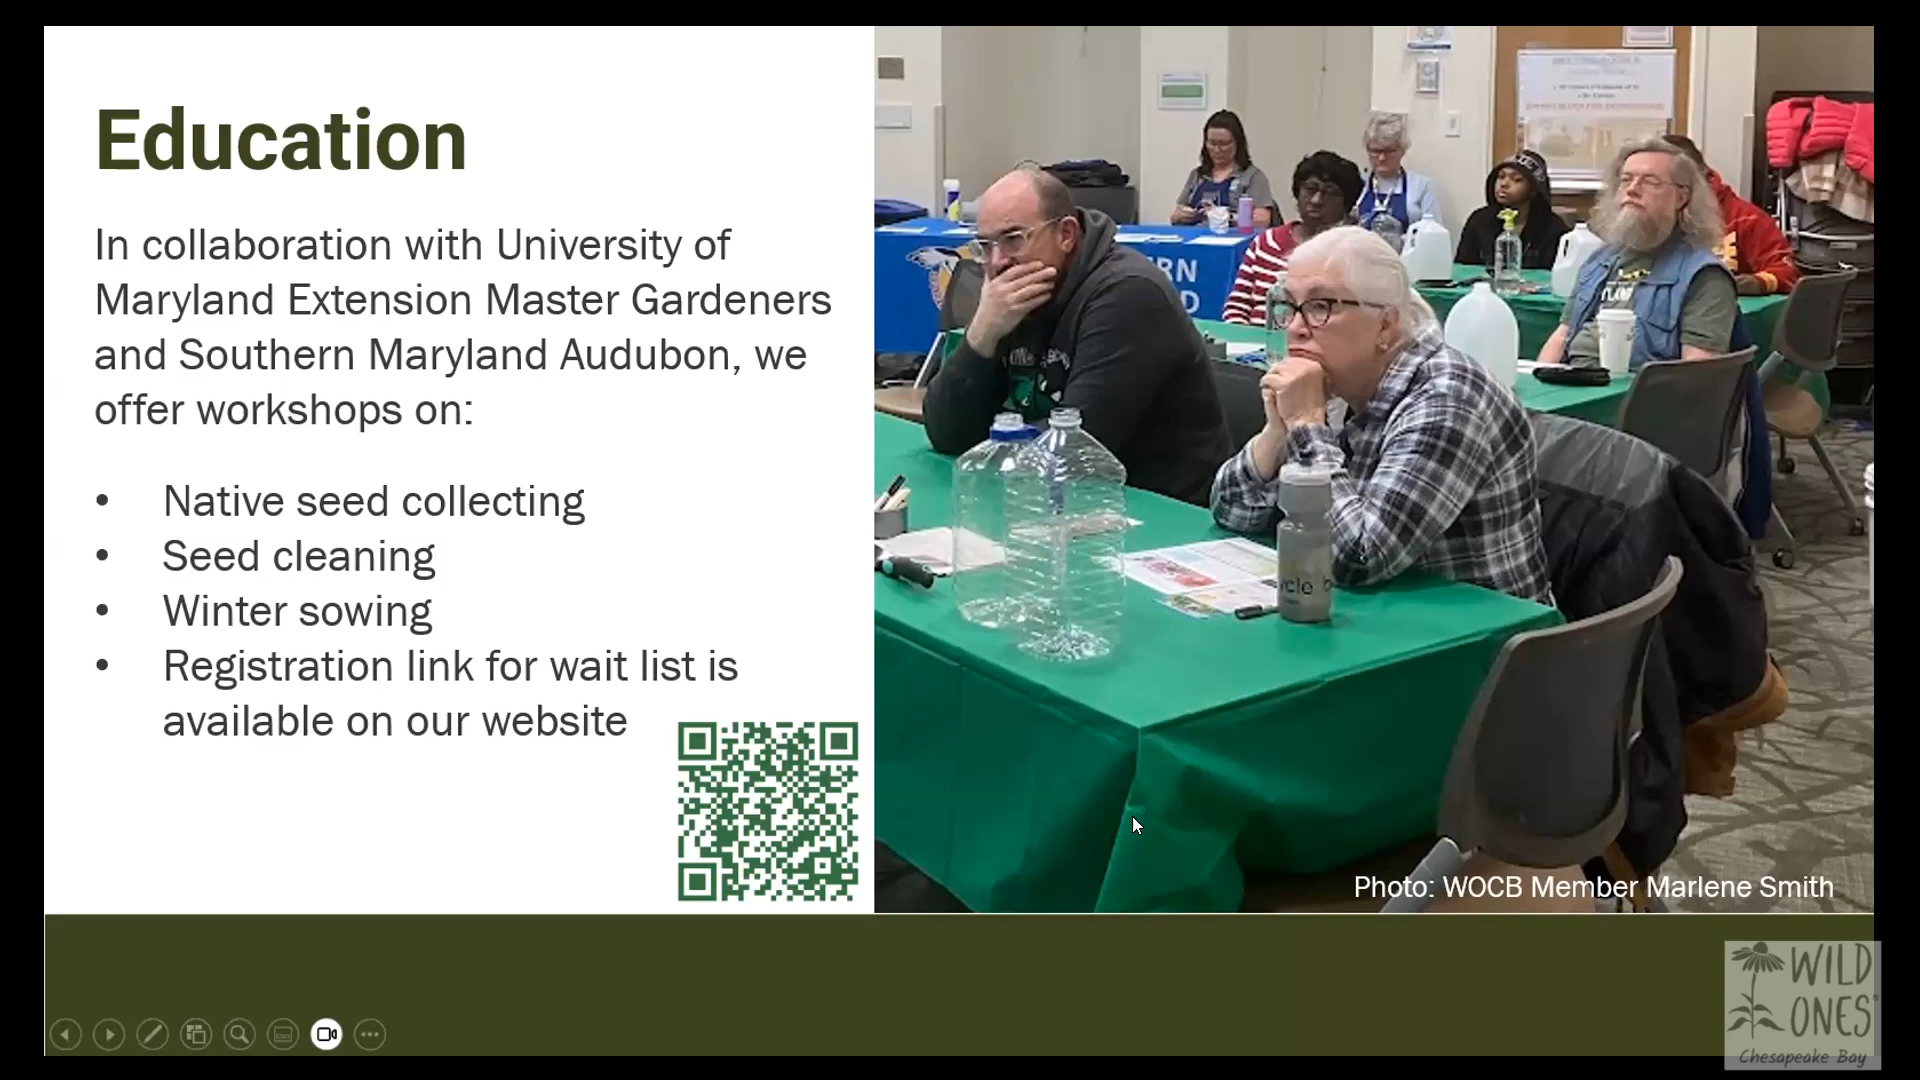 Education
In collaboration with University of
Maryland Extension Master Gardeners
and Southern Maryland Audubon, we
offer workshops on:
• Native seed collecting
• Seed cleaning
• Winter sowing
• Registration link for wait list is
available on our website
RN
D
Photo: WOCB Member Marlene Smith
WILD
ONES®
Chesapeake Bay